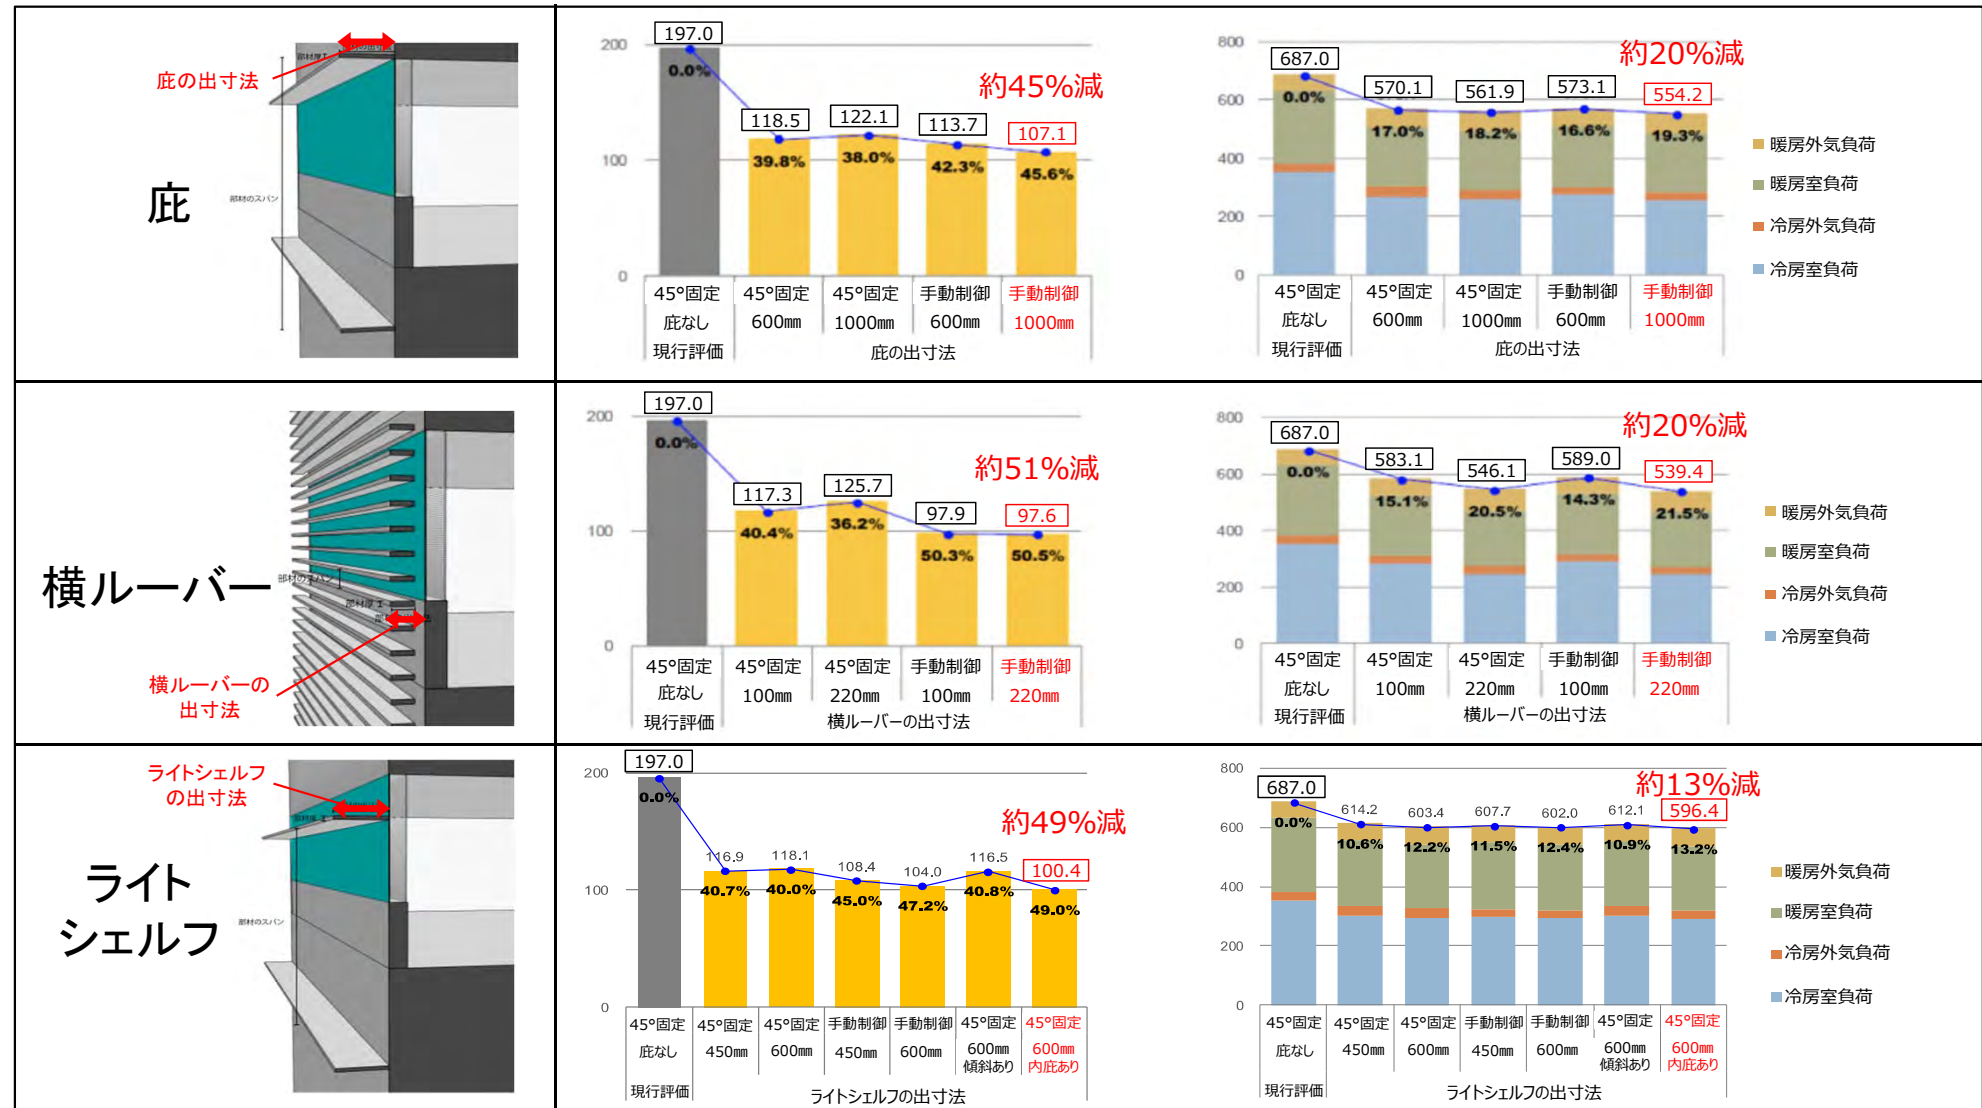 庇
庇の出寸法
部材厚
部材のスパン
197.0
約45%減
200
0.0%
118.5
122.1
113.7
107.1
100
39.8%
38.0%
42.3%
45.6%
0
45°固定
45°固定
45°固定
手動制御
手動制御
庇なし
600㎜
1000㎜
600㎜
1000㎜
現行評価
庇の出寸法
800
約20%減
687.0
570.1
561.9
573.1
554.2
600
0.0%
17.0%
18.2%
16.6%
19.3%
400
200
0
45°固定
45°固定
45°固定
手動制御
手動制御
庇なし
600㎜
1000㎜
600㎜
1000㎜
現行評価
庇の出寸法
暖房外気負荷
暖房室負荷
冷房外気負荷
冷房室負荷
横ルーバー
部材のスパン
部材厚
横ルーバーの
出寸法
197.0
200
0.0%
約51%減
117.3
125.7
97.9
97.6
100
40.4%
36.2%
50.3%
50.5%
0
45°固定
45°固定
45°固定
手動制御
手動制御
庇なし
100㎜
220㎜
100㎜
220㎜
現行評価
横ルーバーの出寸法
800
約20%減
687.0
583.1
546.1
589.0
539.4
600
0.0%
15.1%
20.5%
14.3%
21.5%
400
200
0
45°固定
45°固定
45°固定
手動制御
手動制御
庇なし
100㎜
220㎜
100㎜
220㎜
現行評価
横ルーバーの出寸法
暖房外気負荷
暖房室負荷
冷房外気負荷
冷房室負荷
ライト
シェルフ
ライトシェルフ
の出寸法
部材厚
部材のスパン
197.0
200
0.0%
約49%減
116.9
118.1
108.4
104.0
116.5
100.4
100
40.7%
40.0%
45.0%
47.2%
40.8%
49.0%
0
45°固定
45°固定
45°固定
手動制御
手動制御
45°固定
45°固定
庇なし
450㎜
600㎜
450㎜
600㎜
600㎜
傾斜あり
600㎜
内庇あり
現行評価
ライトシェルフの出寸法
800
約13%減
687.0
614.2
603.4
607.7
602.0
612.1
596.4
600
0.0%
10.6%
12.2%
11.5%
12.4%
10.9%
13.2%
400
200
0
45°固定
45°固定
45°固定
手動制御
手動制御
45°固定
45°固定
庇なし
450㎜
600㎜
450㎜
600㎜
600㎜
傾斜あり
600㎜
内庇あり
現行評価
ライトシェルフの出寸法
暖房外気負荷
暖房室負荷
冷房外気負荷
冷房室負荷